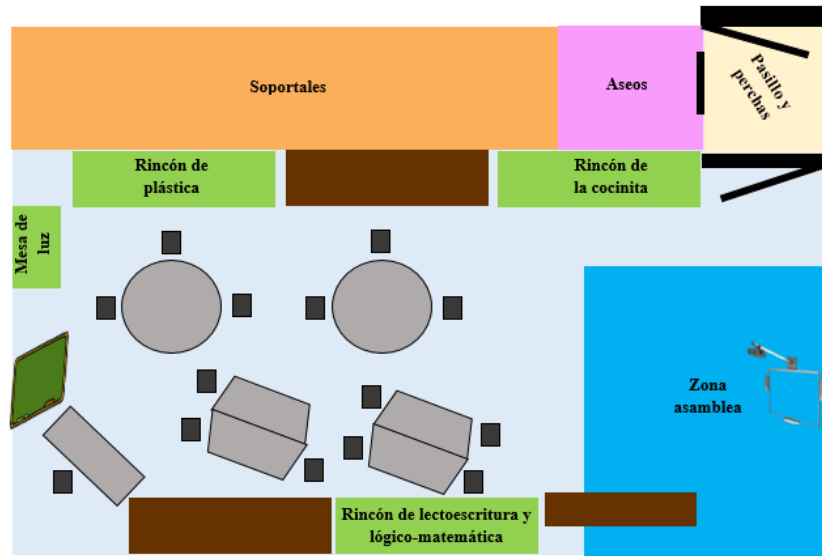 Soportales
Aseos
Pasillo y
perchas
Rincón de
plástica
Rincón de
la cocinita
Mesa de
luz
Zona
asamblea
Rincón de lectoescritura y
lógico-matemática